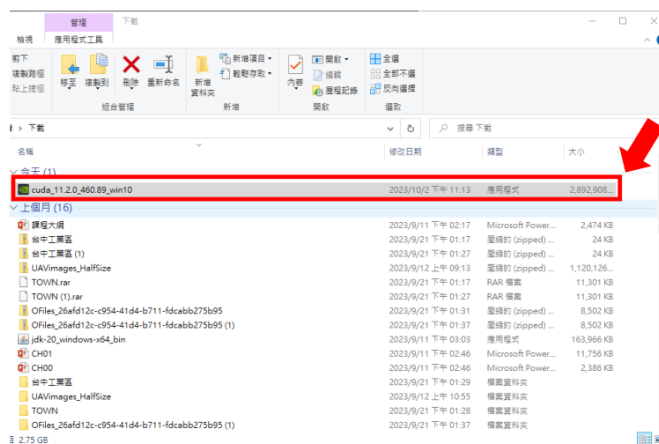 管理 下載
檢視 應用程式工具
剪下
複製路徑
貼上捷徑
移至 複製到 刪除 重新命名
新增
資料夾
新增項目
輕鬆存取
內容
開啟
編輯
歷程記錄
全選
全部不選
反向選擇
組合管理 新增 開啟 選取
› 下載 搜尋 下載
名稱 修改日期 類型 大小
今天 (1)
cuda_11.2.0_460.89_win10 2023/10/2 下午 11:13 應用程式 2,892,908...
上個月 (16)
課程大綱 2023/9/11 下午 02:17 Microsoft Power... 2,474 KB
台中工業區 2023/9/21 下午 01:17 壓縮的 (zipped) ... 24 KB
台中工業區 (1) 2023/9/21 下午 01:27 壓縮的 (zipped) ... 24 KB
UAVimages_HalfSize 2023/9/12 上午 09:13 壓縮的 (zipped) ... 1,120,126...
TOWN.rar 2023/9/21 下午 01:17 RAR 檔案 11,301 KB
TOWN (1).rar 2023/9/21 下午 01:27 RAR 檔案 11,301 KB
OFiles_26afd12c-c954-41d4-b711-fdcabb275b95 2023/9/21 下午 01:31 壓縮的 (zipped) ... 8,502 KB
OFiles_26afd12c-c954-41d4-b711-fdcabb275b95 (1) 2023/9/21 下午 01:37 壓縮的 (zipped) ... 8,502 KB
jdk-20_windows-x64_bin 2023/9/11 下午 03:03 應用程式 163,966 KB
CH01 2023/9/11 下午 02:46 Microsoft Power... 11,756 KB
CH00 2023/9/11 下午 02:46 Microsoft Power... 2,386 KB
台中工業區 2023/9/21 下午 01:29 檔案資料夾
UAVimages_HalfSize 2023/9/12 上午 10:55 檔案資料夾
TOWN 2023/9/21 下午 01:28 檔案資料夾
OFiles_26afd12c-c954-41d4-b711-fdcabb275b95 (1) 2023/9/21 下午 01:37 檔案資料夾
2.75 GB